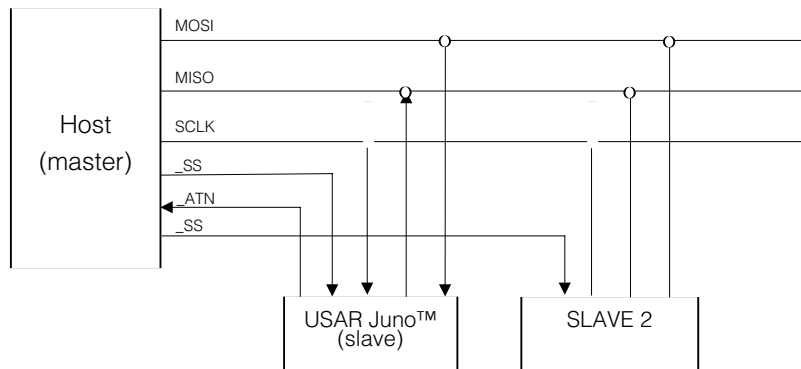 MOSI
MISO
Host
(master)
SCLK
_SS
_ATN
_SS
USAR Juno™
(slave)
SLAVE 2